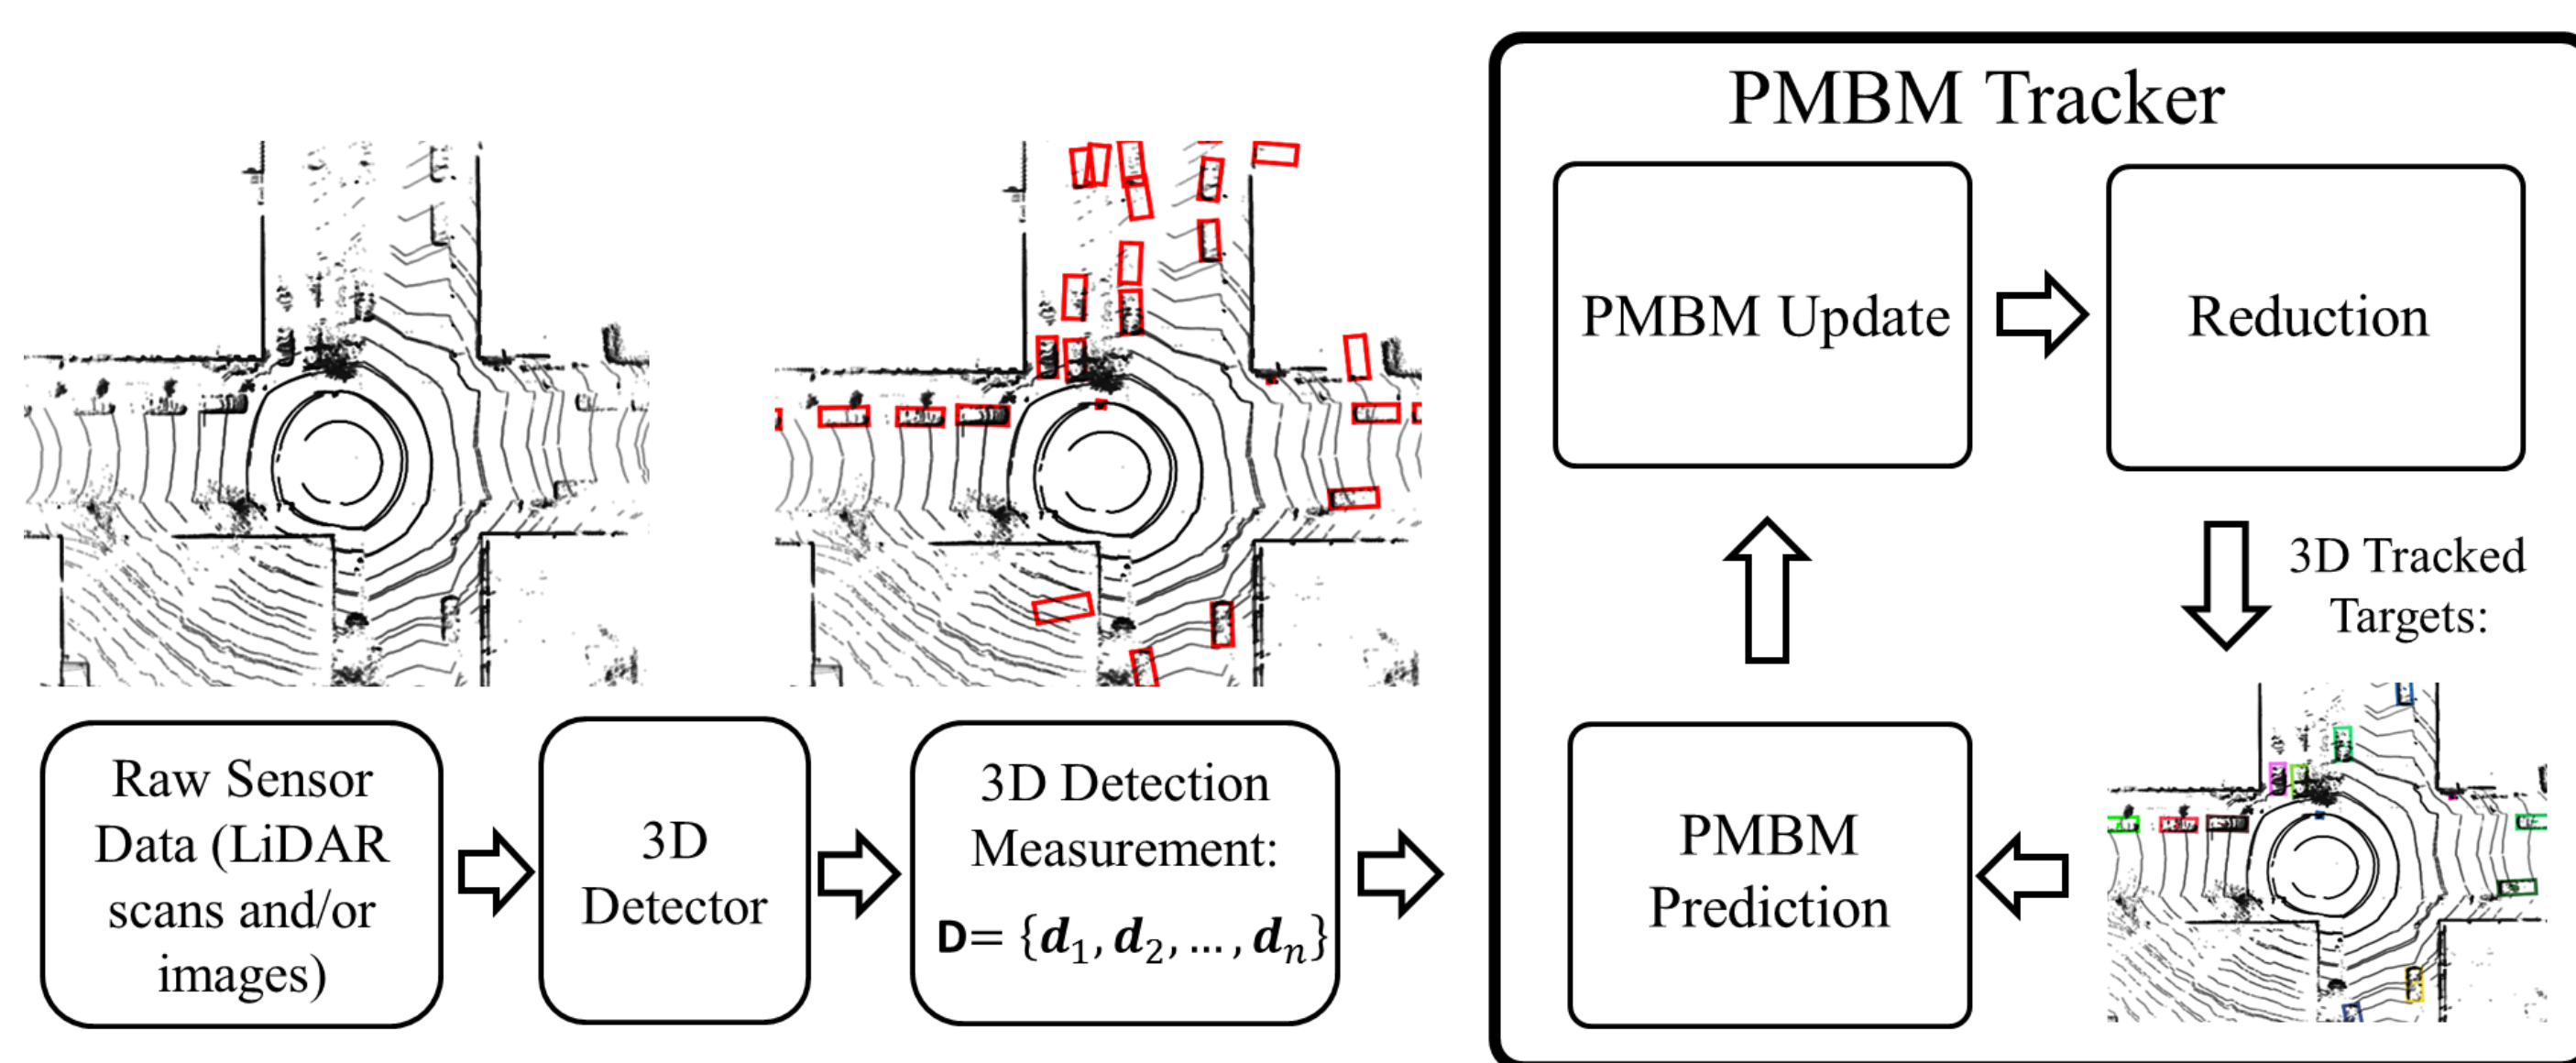 PMBM Tracker
PMBM Update
Reduction
3D Tracked
Targets:
Raw Sensor
Data (LiDAR
scans and/or
images)
3D
Detector
3D Detection
Measurement:
D= {d₁, d₂, ... , dₙ}
PMBM
Prediction